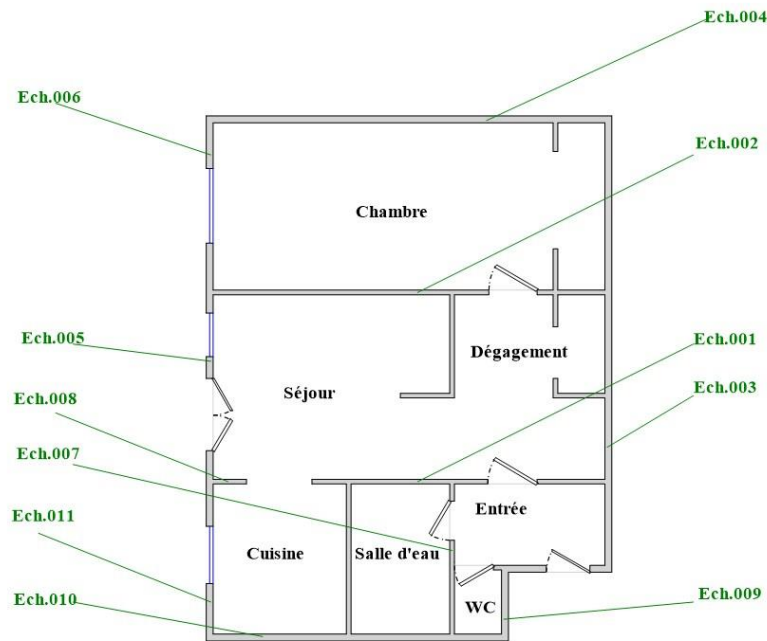 Ech.004
Ech.006
Ech.002
Chambre
Ech.005
Ech.001
Dégagement
Séjour
Ech.008
Ech.003
Ech.007
Entrée
Ech.011
Cuisine
Salle d'eau
Ech.010
WC
Ech.009